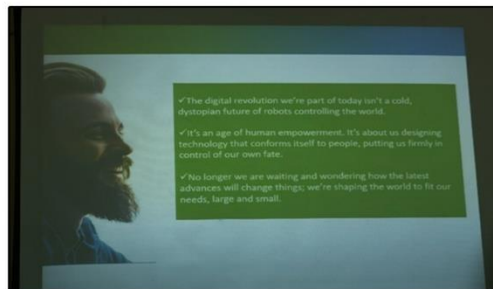 ✓The digital revolution we're part of today isn't a cold,
dystopian future of robots controlling the world.
✓It's an age of human empowerment. It's about us designing
technology that conforms itself to people, putting us firmly in
control of our own fate.
✓No longer we are waiting and wondering how the latest
advances will change things; we're shaping the world to fit our
needs, large and small.